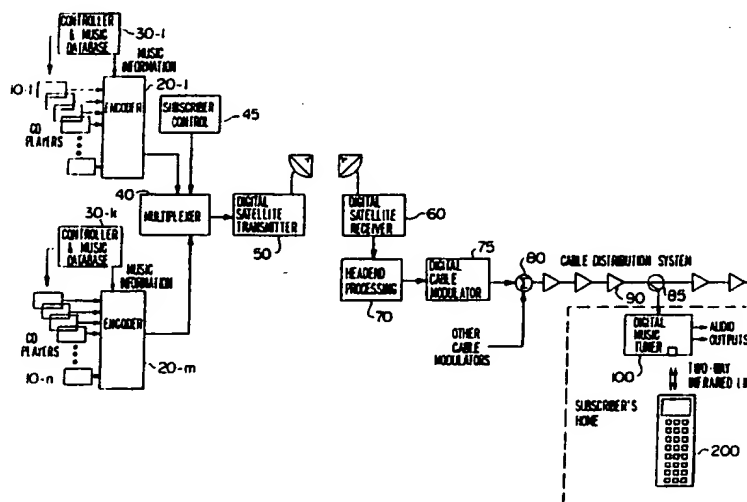 CONTROLLER
& MUSIC
DATABASE
30-1
MUSIC
INFORMATION
10-1
20-1
ENCODER
CD
PLAYERS
SUBSCRIBER
CONTROL
45
40
MULTIPLEXER
DIGITAL
SATELLITE
TRANSMITTER
50
30-k
CONTROLLER
& MUSIC
DATABASE
MUSIC
INFORMATION
CD
PLAYERS
ENCODER
10-n
20-m
DIGITAL
SATELLITE
RECEIVER
60
HEADEND
PROCESSING
70
75
DIGITAL
CABLE
MODULATOR
80
Σ
CABLE DISTRIBUTION SYSTEM
90
85
OTHER
CABLE
MODULATORS
DIGITAL
MUSIC
TUNER
100
AUDIO
OUTPUTS
TWO-WAY
INFRARED
SUBSCRIBER'S
HOME
200